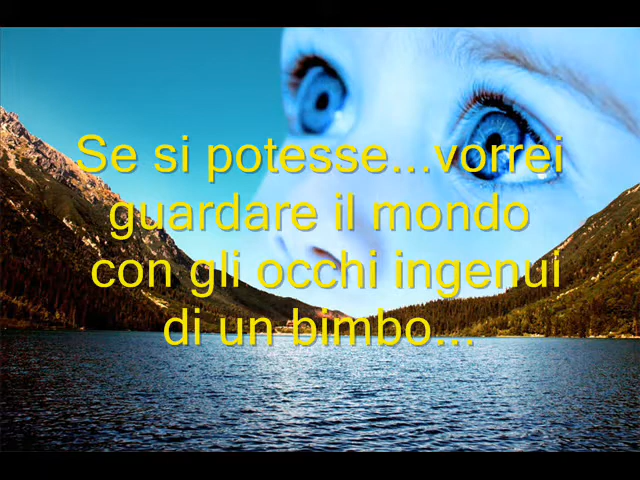 Se si potesse...vorrei
guardare il mondo
con gli occhi ingenui
di un bimbo...